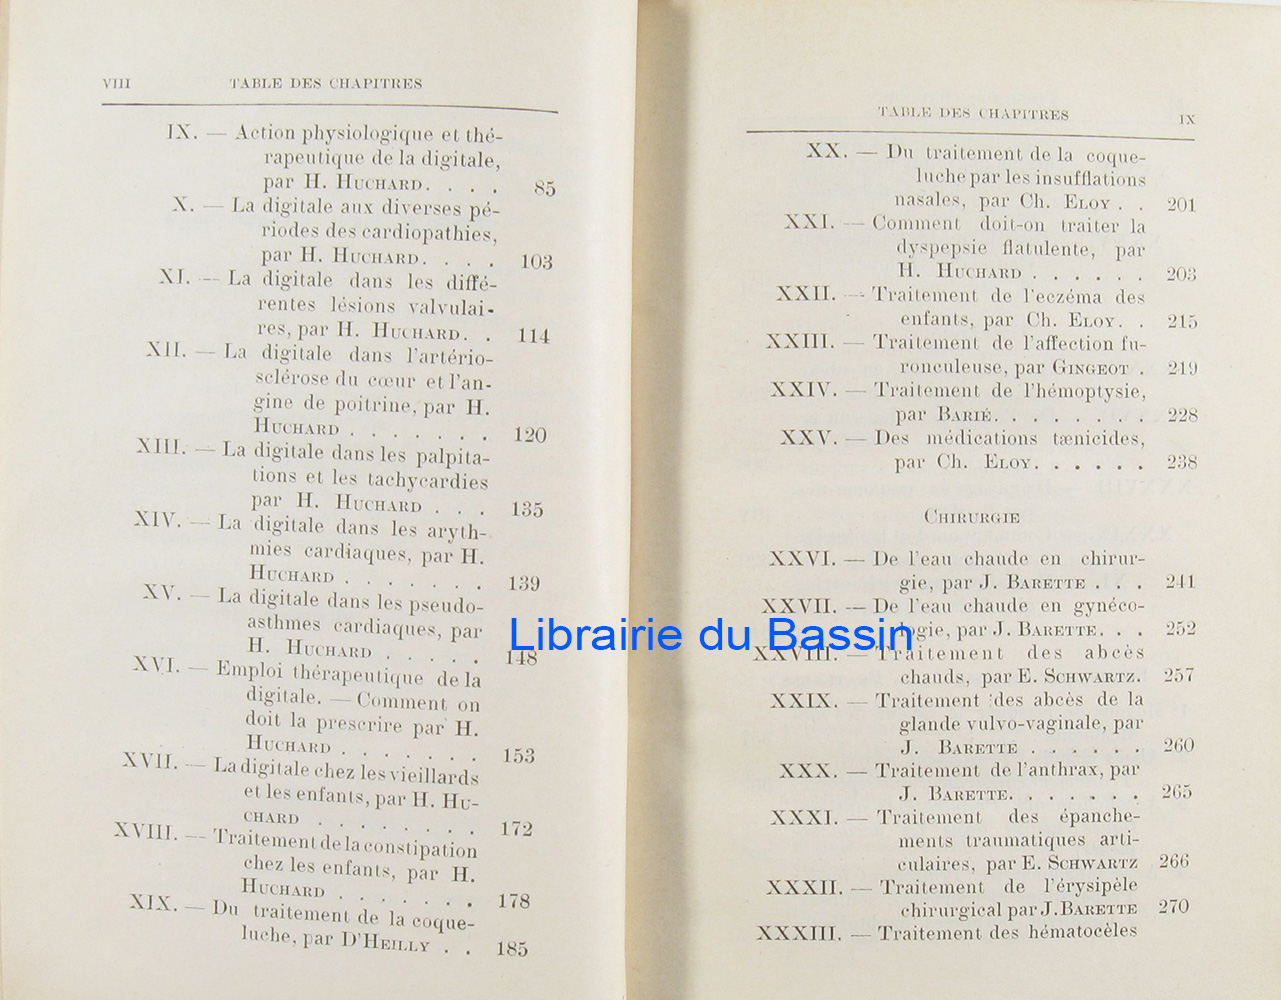 VIII TABLE DES CHAPITRES
IX. — Action physiologique et thé-
rapeutique de la digitale,
par H. HUCHARD. . . . 85
X. — La digitale aux diverses pé-
riodes des cardiopathies,
par H. HUCHARD. . . . 103
XI. — La digitale dans les diffé-
rentes lésions valvulai-
res, par H. HUCHARD. . 114
XII. — La digitale dans l'artério-
sclérose du cœur et l'an-
gine de poitrine, par H.
HUCHARD . . . . . . . 120
XIII. — La digitale dans les palpita-
tions et les tachycardies
par H. HUCHARD . . . 135
XIV. — La digitale dans les aryth-
mies cardiaques, par H.
HUCHARD . . . . . . . 139
XV. — La digitale dans les pseudo-
asthmes cardiaques, par
H. HUCHARD . . . . . 148
XVI. — Emploi thérapeutique de la
digitale. — Comment on
doit la prescrire par H.
HUCHARD . . . . . . . 153
XVII. — La digitale chez les vieillards
et les enfants, par H. HU-
CHARD . . . . . . . . 172
XVIII. — Traitement de la constipation
chez les enfants, par H.
HUCHARD . . . . . . . 178
XIX. — Du traitement de la coque-
luche, par D'HEILLY . . 185
TABLE DES CHAPITRES IX
XX. — Du traitement de la coque-
luche par les insufflations
nasales, par Ch. ELOY . . 201
XXI. — Comment doit-on traiter la
dyspepsie flatulente, par
H. HUCHARD . . . . . . 203
XXII. — Traitement de l'eczéma des
enfants, par Ch. ELOY. . 215
XXIII. — Traitement de l'affection fu-
ronculeuse, par GINGEOT . 219
XXIV. — Traitement de l'hémoptysie,
par BARIÉ. . . . . . . . 228
XXV. — Des médications tænicides,
par Ch. ELOY. . . . . . 238
CHIRURGIE
XXVI. — De l'eau chaude en chirur-
gie, par J. BARETTE . . . 241
XXVII. — De l'eau chaude en gynéco-
logie, par J. BARETTE. . . 252
Librairie du Bassin
XXVIII. — Traitement des abcès
chauds, par E. SCHWARTZ. 257
XXIX. — Traitement des abcès de la
glande vulvo-vaginale, par
J. BARETTE . . . . . . 260
XXX. — Traitement de l'anthrax, par
J. BARETTE. . . . . . . 265
XXXI. — Traitement des épanche-
ments traumatiques arti-
culaires, par E. SCHWARTZ 266
XXXII. — Traitement de l'érysipèle
chirurgical par J. BARETTE 270
XXXIII. — Traitement des hématocèles